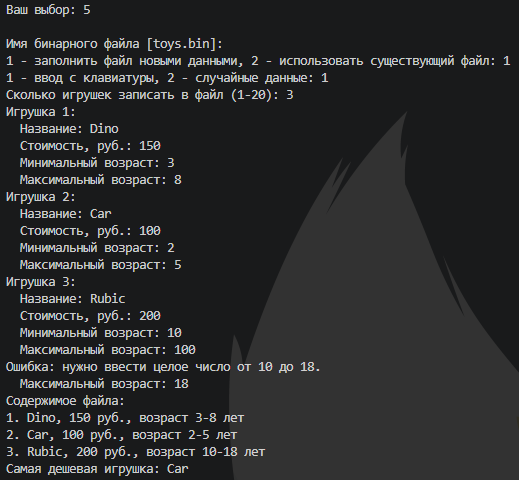 Ваш выбор: 5
Имя бинарного файла [toys.bin]:
1 - заполнить файл новыми данными, 2 - использовать существующий файл: 1
1 - ввод с клавиатуры, 2 - случайные данные: 1
Сколько игрушек записать в файл (1-20): 3
Игрушка 1:
Название: Dino
Стоимость, руб.: 150
Минимальный возраст: 3
Максимальный возраст: 8
Игрушка 2:
Название: Car
Стоимость, руб.: 100
Минимальный возраст: 2
Максимальный возраст: 5
Игрушка 3:
Название: Rubic
Стоимость, руб.: 200
Минимальный возраст: 10
Максимальный возраст: 100
Ошибка: нужно ввести целое число от 10 до 18.
Максимальный возраст: 18
Содержимое файла:
1. Dino, 150 руб., возраст 3-8 лет
2. Car, 100 руб., возраст 2-5 лет
3. Rubic, 200 руб., возраст 10-18 лет
Самая дешевая игрушка: Car